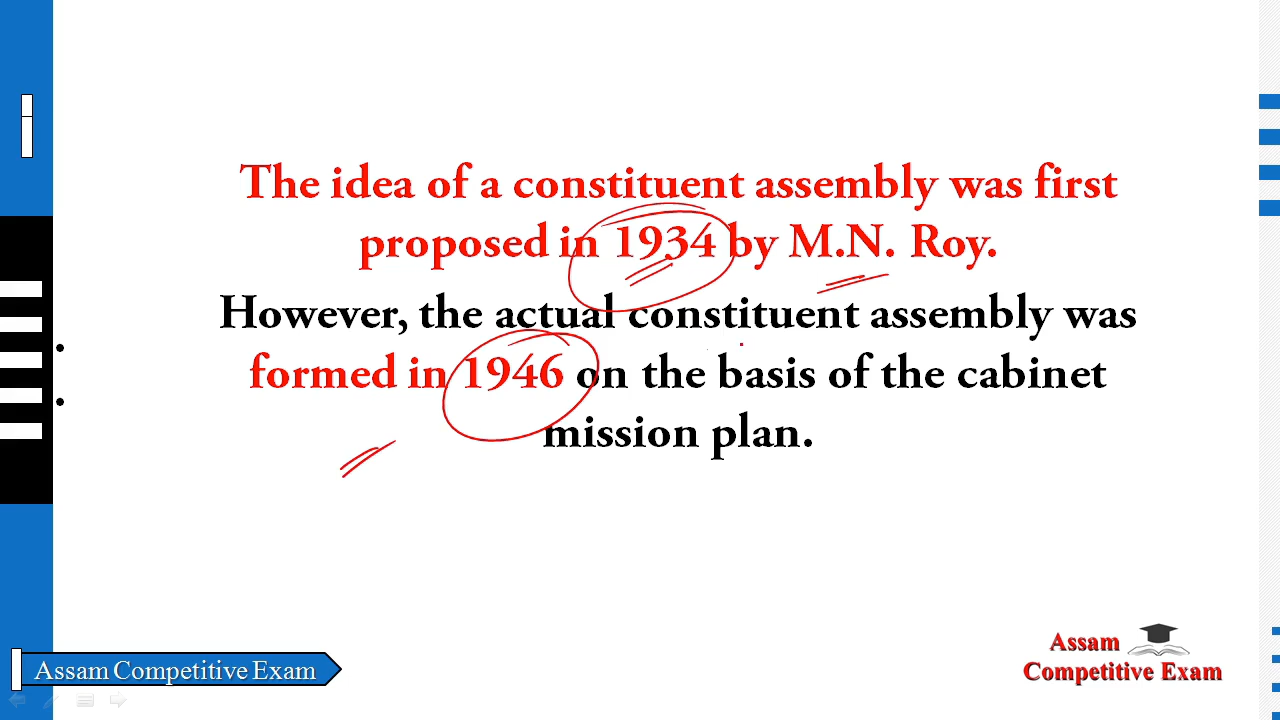 The idea of a constituent assembly was first
proposed in 1934 by M.N. Roy.
However, the actual constituent assembly was
formed in 1946 on the basis of the cabinet
mission plan.
Assam Competitive Exam
Assam
Competitive Exam